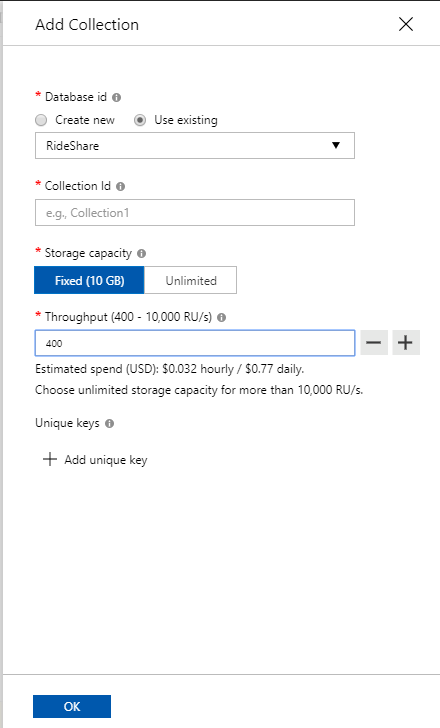 Add Collection
* Database id
Create new Use existing
RideShare
* Collection Id
e.g., Collection1
* Storage capacity
Fixed (10 GB) Unlimited
* Throughput (400 - 10,000 RU/s)
400
Estimated spend (USD): $0.032 hourly / $0.77 daily.
Choose unlimited storage capacity for more than 10,000 RU/s.
Unique keys
Add unique key
OK